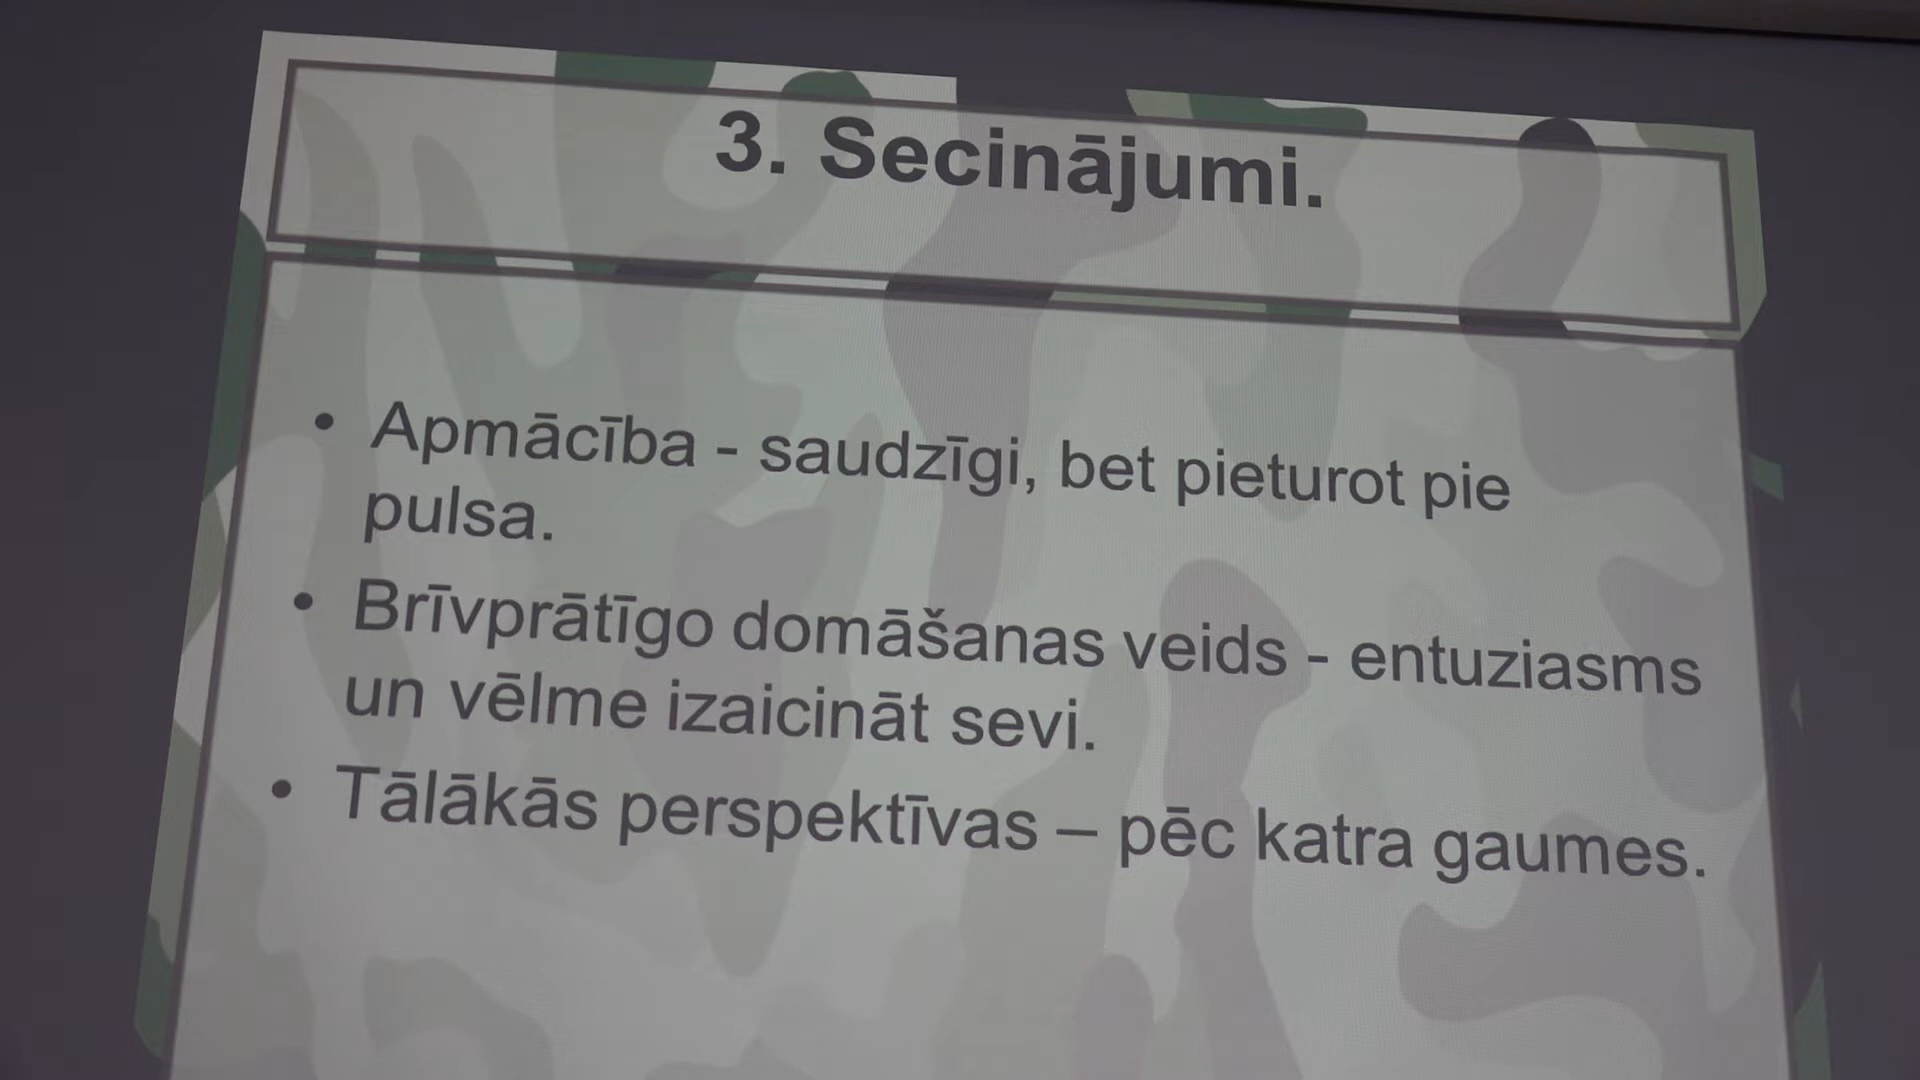 3. Secinājumi.
• Apmācība - saudzīgi, bet pieturot pie
pulsa.
• Brīvprātīgo domāšanas veids - entuziasms
un vēlme izaicināt sevi.
• Tālākās perspektīvas – pēc katra gaumes.